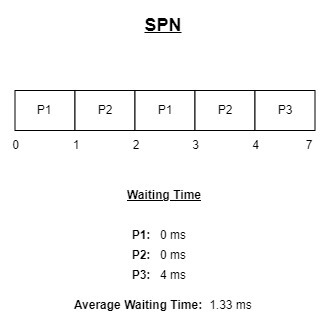 SPN
P1 P2 P1 P2 P3
0 1 2 3 4 7
Waiting Time
P1: 0 ms
P2: 0 ms
P3: 4 ms
Average Waiting Time: 1.33 ms